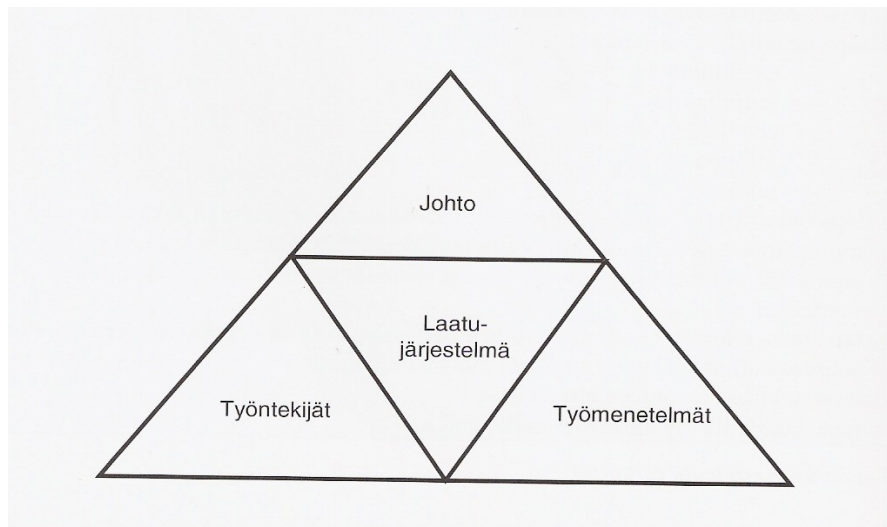 Johto
Laatu-
järjestelmä
Työntekijät
Työmenetelmät